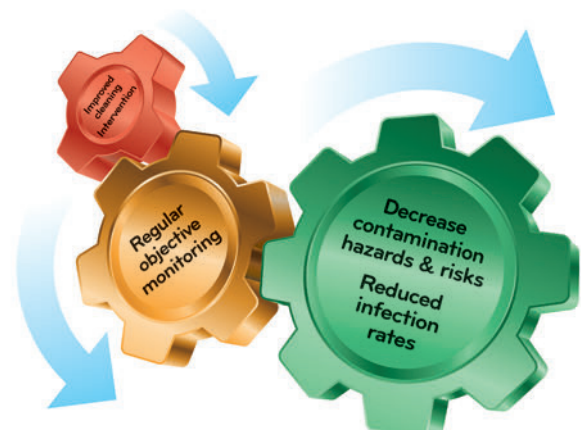 Improved
cleaning
Intervention
Regular
objective
monitoring
Decrease
contamination
hazards & risks
Reduced
infection
rates